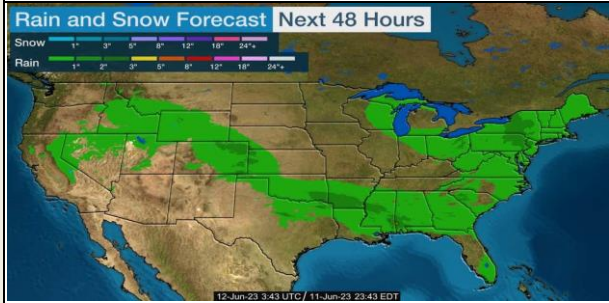 Rain and Snow Forecast Next 48 Hours
Snow
1" 3" 5" 8" 12" 18" 24"+
Rain
1" 2" 3" 5" 8" 12" 18" 24"+
12-Jun-23 3:43 UTC / 11-Jun-23 23:43 EDT